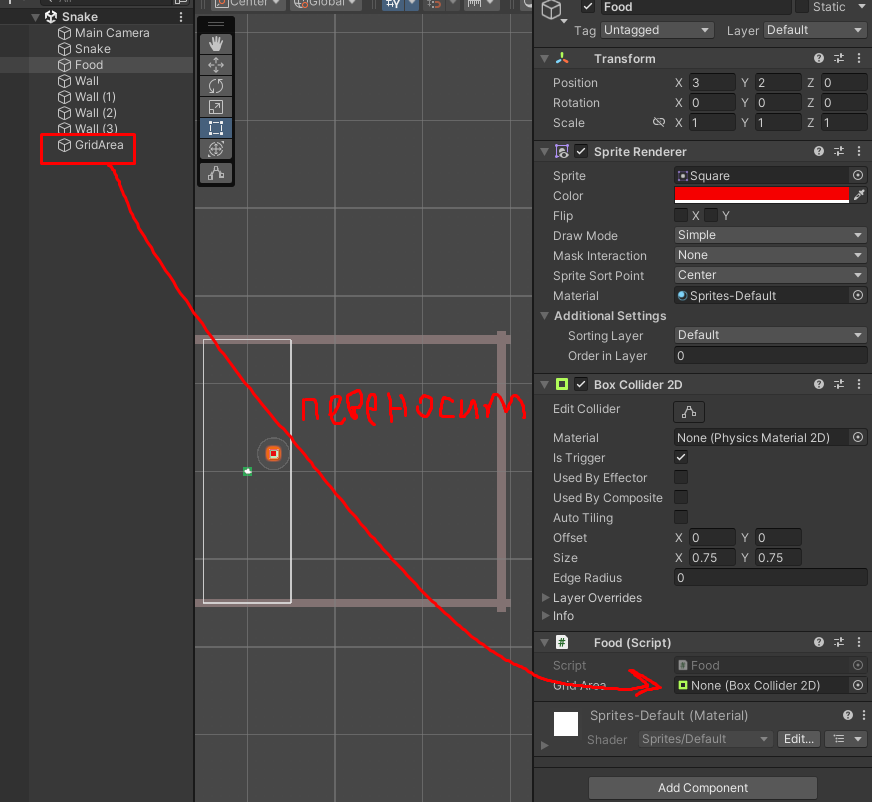 Center
Global
Snake
Main Camera
Snake
Food
Wall
Wall (1)
Wall (2)
Wall (3)
GridArea
переносим
Food
Static
Tag Untagged Layer Default
Transform
Position X 3 Y 2 Z 0
Rotation X 0 Y 0 Z 0
Scale X 1 Y 1 Z 1
Sprite Renderer
Sprite Square
Color
Flip X Y
Draw Mode Simple
Mask Interaction None
Sprite Sort Point Center
Material Sprites-Default
Additional Settings
Sorting Layer Default
Order in Layer 0
Box Collider 2D
Edit Collider
Material None (Physics Material 2D)
Is Trigger
Used By Effector
Used By Composite
Auto Tiling
Offset X 0 Y 0
Size X 0.75 Y 0.75
Edge Radius 0
Layer Overrides
Info
Food (Script)
Script Food
Grid Area None (Box Collider 2D)
Sprites-Default (Material)
Shader Sprites/Default Edit...
Add Component